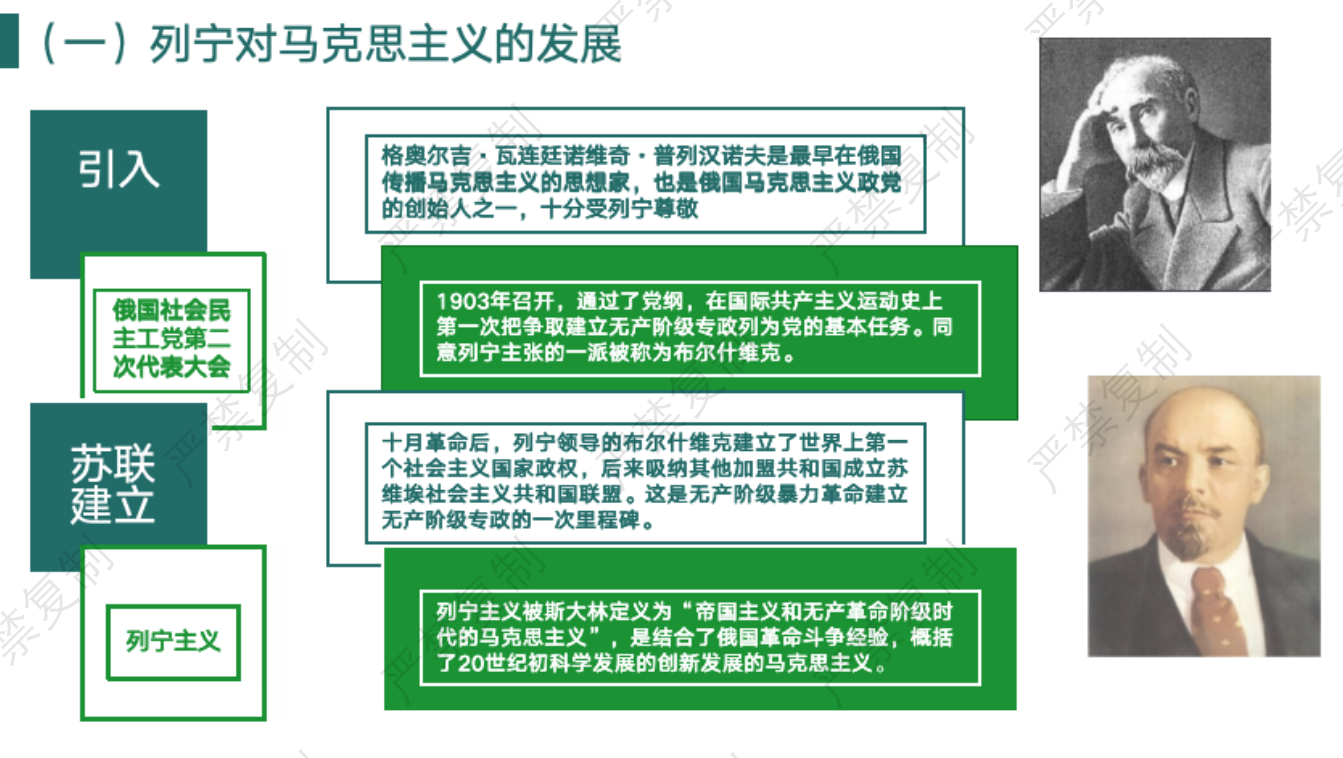 （一）列宁对马克思主义的发展
引入
格奥尔吉·瓦连廷诺维奇·普列汉诺夫是最早在俄国
传播马克思主义的思想家，也是俄国马克思主义政党
的创始人之一，十分受列宁尊敬
俄国社会民
主工党第二
次代表大会
1903年召开，通过了党纲，在国际共产主义运动史上
第一次把争取建立无产阶级专政列为党的基本任务。同
意列宁主张的一派被称为布尔什维克。
苏联
建立
十月革命后，列宁领导的布尔什维克建立了世界上第一
个社会主义国家政权，后来吸纳其他加盟共和国成立苏
维埃社会主义共和国联盟。这是无产阶级暴力革命建立
无产阶级专政的一次里程碑。
列宁主义
列宁主义被斯大林定义为“帝国主义和无产革命阶级时
代的马克思主义”，是结合了俄国革命斗争经验，概括
了20世纪初科学发展的创新发展的马克思主义。
严禁复制
严禁复制
严禁复制
严禁复制
严禁复制
严禁复制
严禁复制
严禁复制